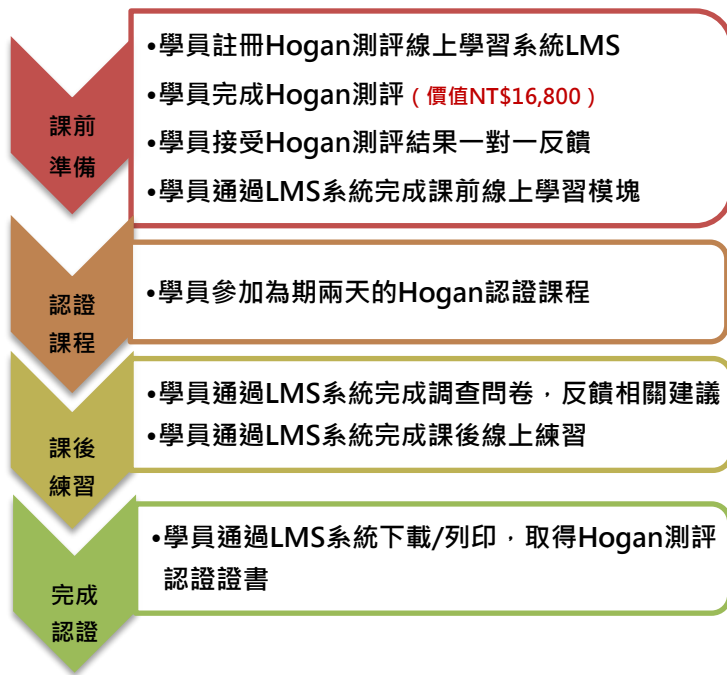 課前
準備
•學員註冊Hogan測評線上學習系統LMS
•學員完成Hogan測評（價值NT$16,800）
•學員接受Hogan測評結果一對一反饋
•學員通過LMS系統完成課前線上學習模塊
認證
課程
•學員參加為期兩天的Hogan認證課程
課後
練習
•學員通過LMS系統完成調查問卷，反饋相關建議
•學員通過LMS系統完成課後線上練習
完成
認證
•學員通過LMS系統下載/列印，取得Hogan測評
認證證書